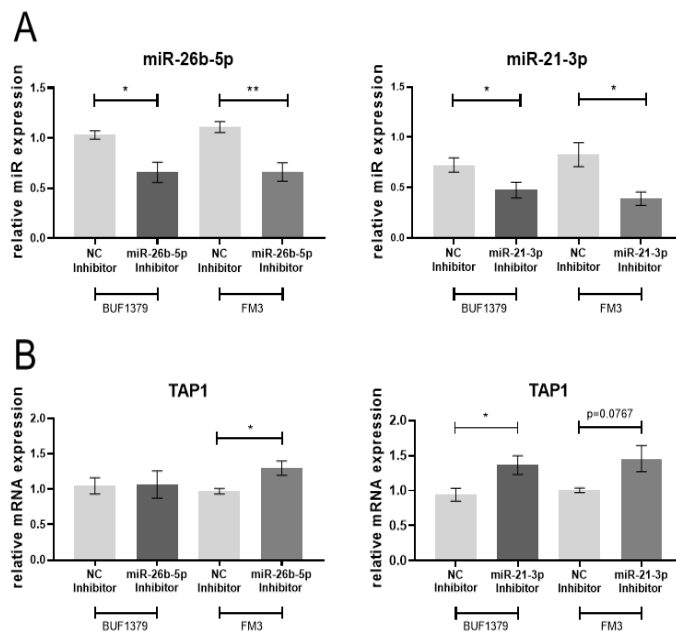 A
miR-26b-5p
relative miR expression
1.5
1.0
0.5
0.0
*
**
NC
Inhibitor
miR-26b-5p
Inhibitor
NC
Inhibitor
miR-26b-5p
Inhibitor
BUF1379
FM3
miR-21-3p
relative miR expression
1.5
1.0
0.5
0.0
*
*
NC
Inhibitor
miR-21-3p
Inhibitor
NC
Inhibitor
miR-21-3p
Inhibitor
BUF1379
FM3
B
TAP1
relative mRNA expression
2.0
1.5
1.0
0.5
0.0
*
NC
Inhibitor
miR-26b-5p
Inhibitor
NC
Inhibitor
miR-26b-5p
Inhibitor
BUF1379
FM3
TAP1
relative mRNA expression
2.0
1.5
1.0
0.5
0.0
*
p=0.0767
NC
Inhibitor
miR-21-3p
Inhibitor
NC
Inhibitor
miR-21-3p
Inhibitor
BUF1379
FM3